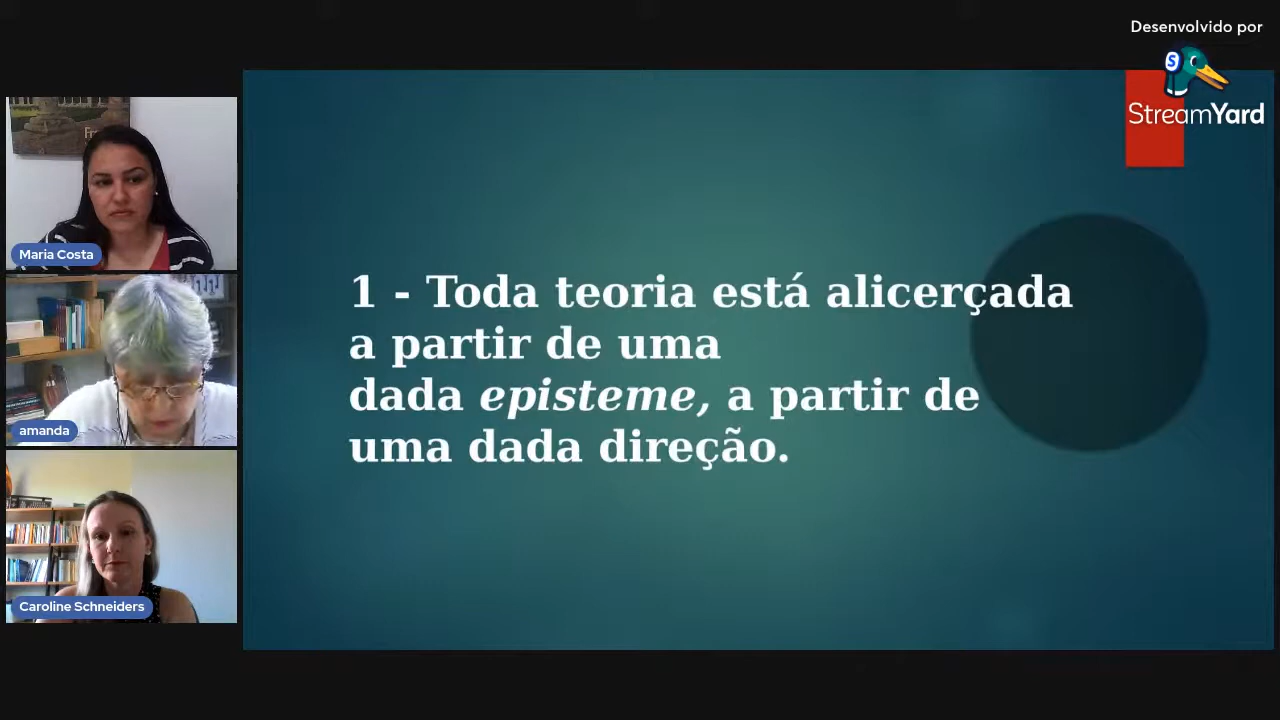 Desenvolvido por
StreamYard
Maria Costa
amanda
Caroline Schneiders
1 - Toda teoria está alicerçada
a partir de uma
dada episteme, a partir de
uma dada direção.